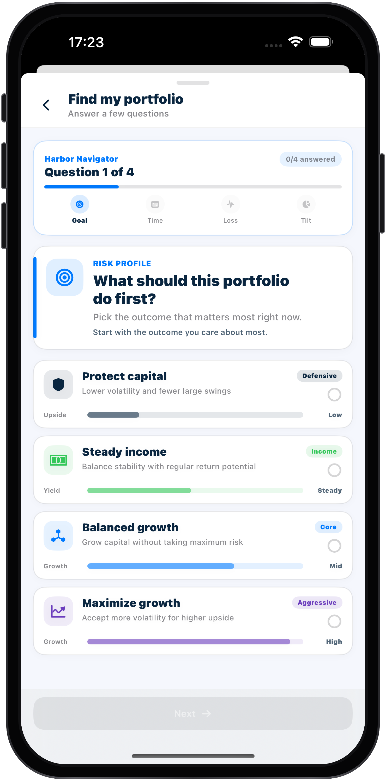 17:23
Find my portfolio
Answer a few questions
Harbor Navigator
0/4 answered
Question 1 of 4
Goal
Time
Loss
Tilt
RISK PROFILE
What should this portfolio
do first?
Pick the outcome that matters most right now.
Start with the outcome you care about most.
Protect capital
Defensive
Lower volatility and fewer large swings
Upside
Low
Steady income
Income
Balance stability with regular return potential
Yield
Steady
Balanced growth
Core
Grow capital without taking maximum risk
Growth
Mid
Maximize growth
Aggressive
Accept more volatility for higher upside
Growth
High
Next →